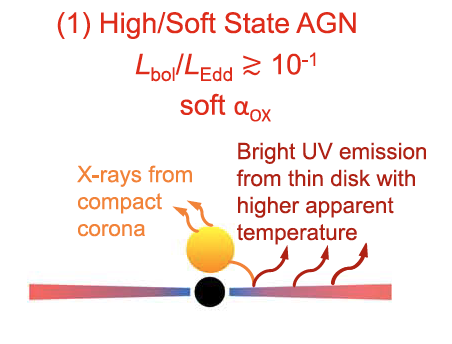 (1) High/Soft State AGN
Lbol/LEdd ≳ 10-1
soft αOX
Bright UV emission
from thin disk with
higher apparent
temperature
X-rays from
compact
corona